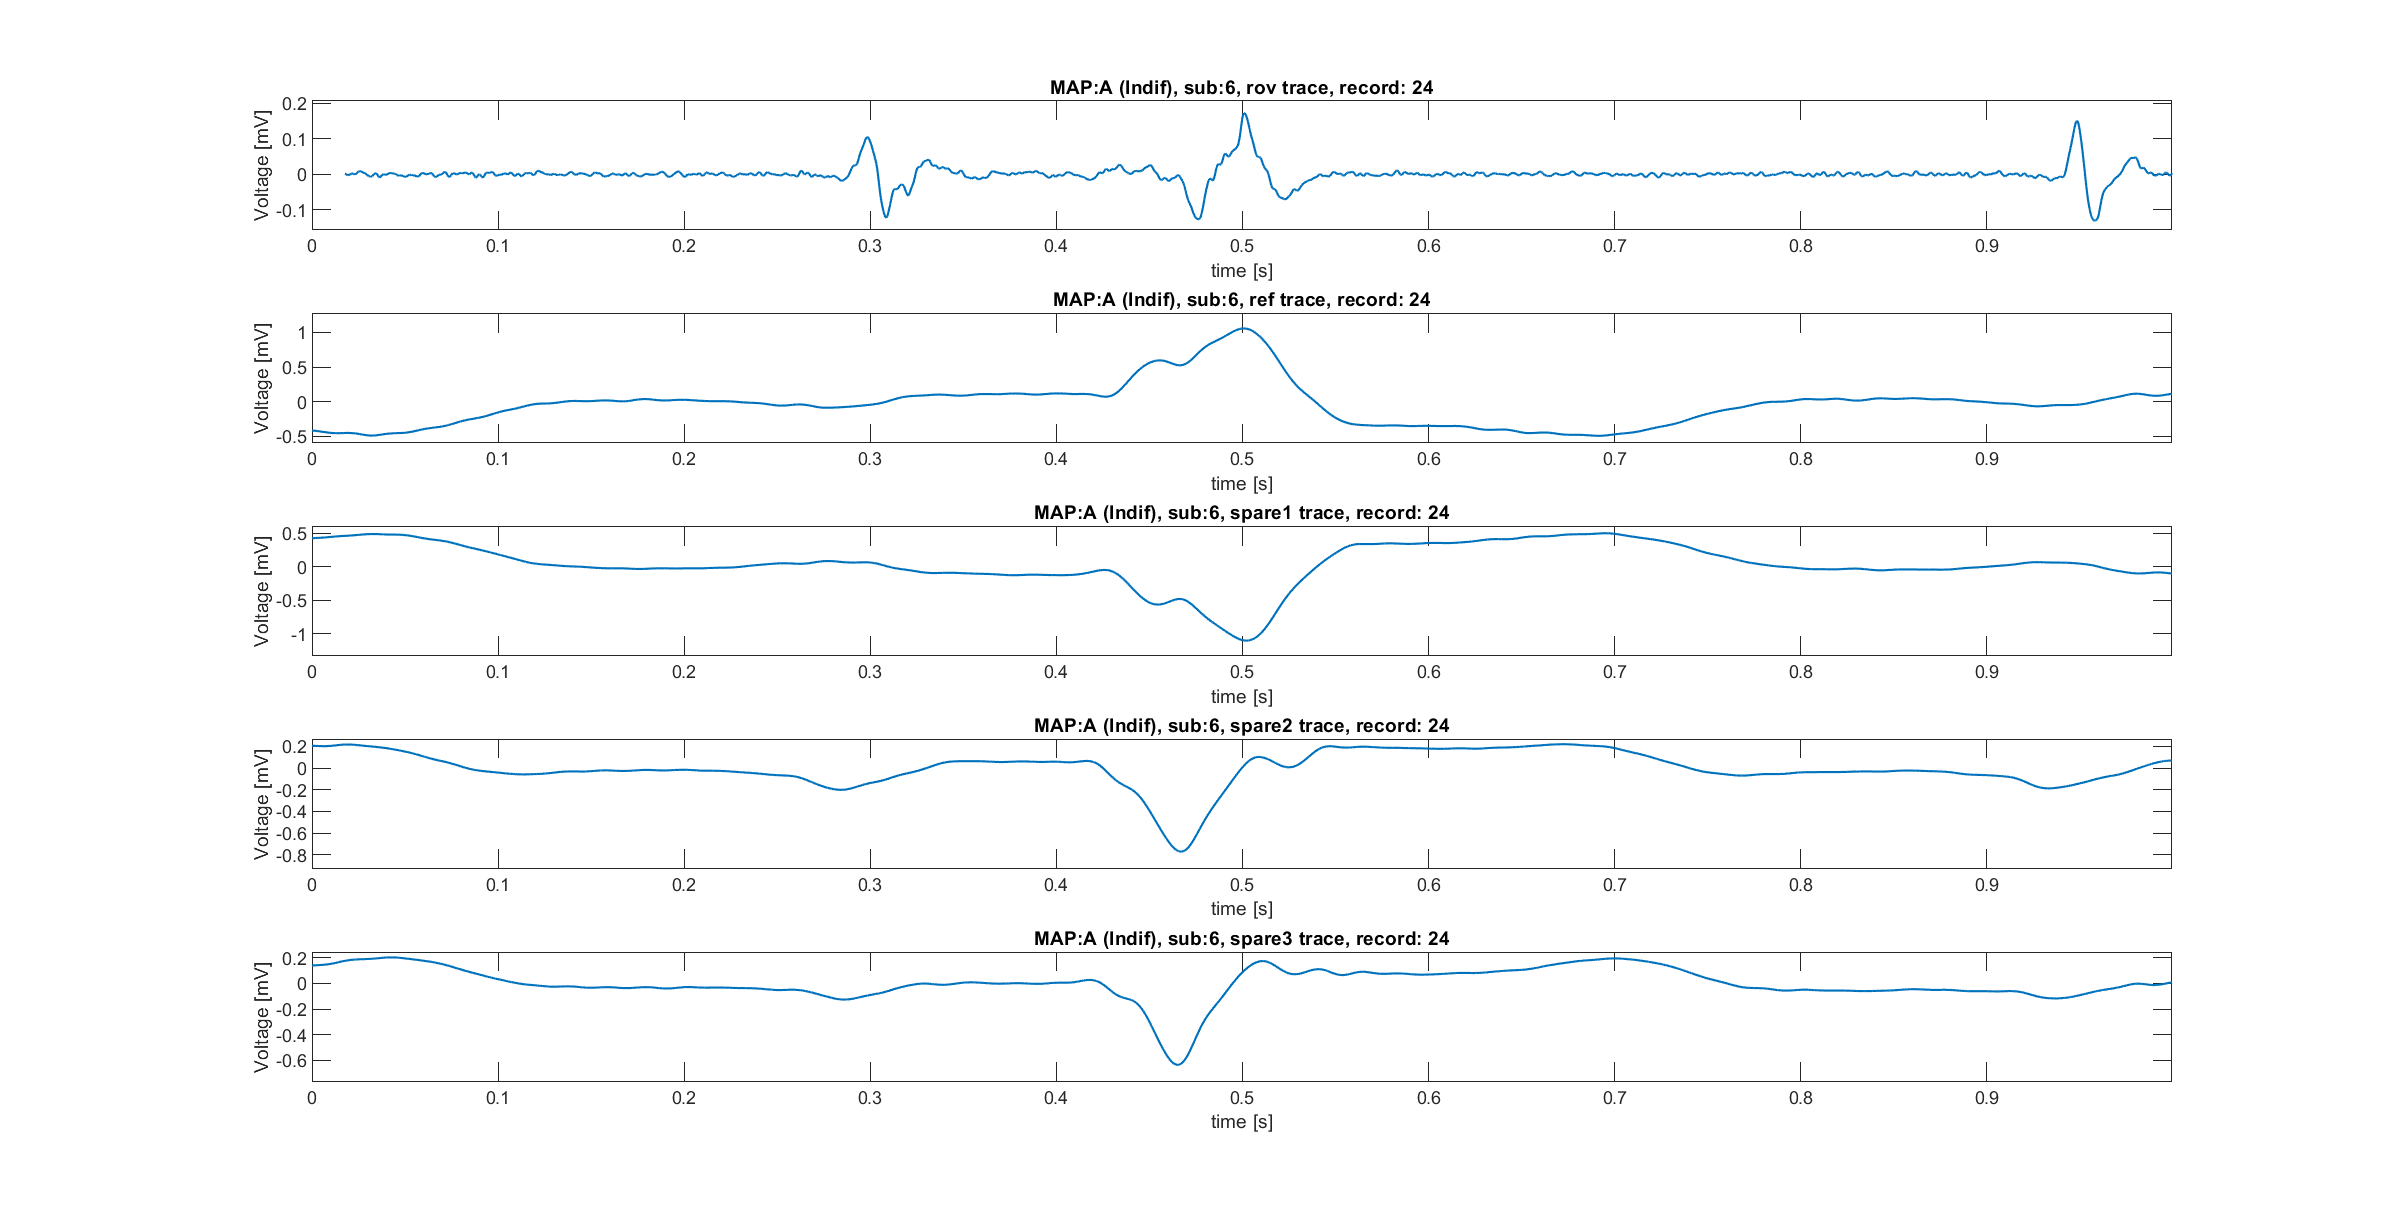 MAP:A (Indif), sub:6, rov trace, record: 24
Voltage [mV]
0.2
0.1
0
-0.1
0 0.1 0.2 0.3 0.4 0.5 0.6 0.7 0.8 0.9
time [s]
MAP:A (Indif), sub:6, ref trace, record: 24
Voltage [mV]
1
0.5
0
-0.5
0 0.1 0.2 0.3 0.4 0.5 0.6 0.7 0.8 0.9
time [s]
MAP:A (Indif), sub:6, spare1 trace, record: 24
Voltage [mV]
0.5
0
-0.5
-1
0 0.1 0.2 0.3 0.4 0.5 0.6 0.7 0.8 0.9
time [s]
MAP:A (Indif), sub:6, spare2 trace, record: 24
Voltage [mV]
0.2
0
-0.2
-0.4
-0.6
-0.8
0 0.1 0.2 0.3 0.4 0.5 0.6 0.7 0.8 0.9
time [s]
MAP:A (Indif), sub:6, spare3 trace, record: 24
Voltage [mV]
0.2
0
-0.2
-0.4
-0.6
0 0.1 0.2 0.3 0.4 0.5 0.6 0.7 0.8 0.9
time [s]